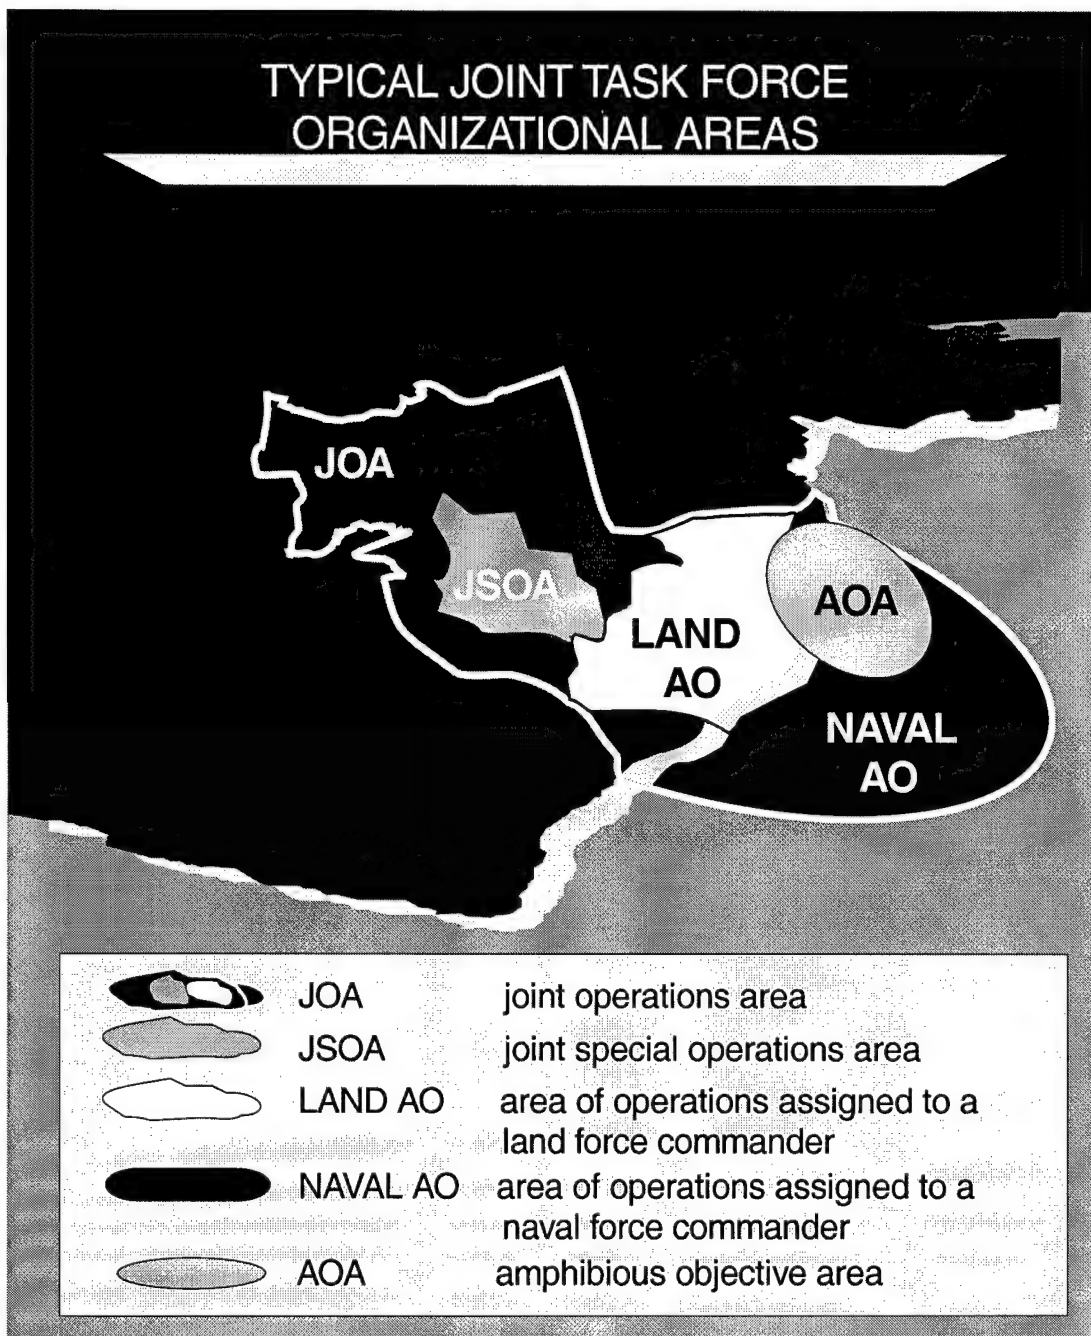 TYPICAL JOINT TASK FORCE
ORGANIZATIONAL AREAS
JOA
JSOA
AOA
LAND
AO
NAVAL
AO
JOA joint operations area
JSOA joint special operations area
LAND AO area of operations assigned to a
land force commander
NAVAL AO area of operations assigned to a
naval force commander
AOA amphibious objective area